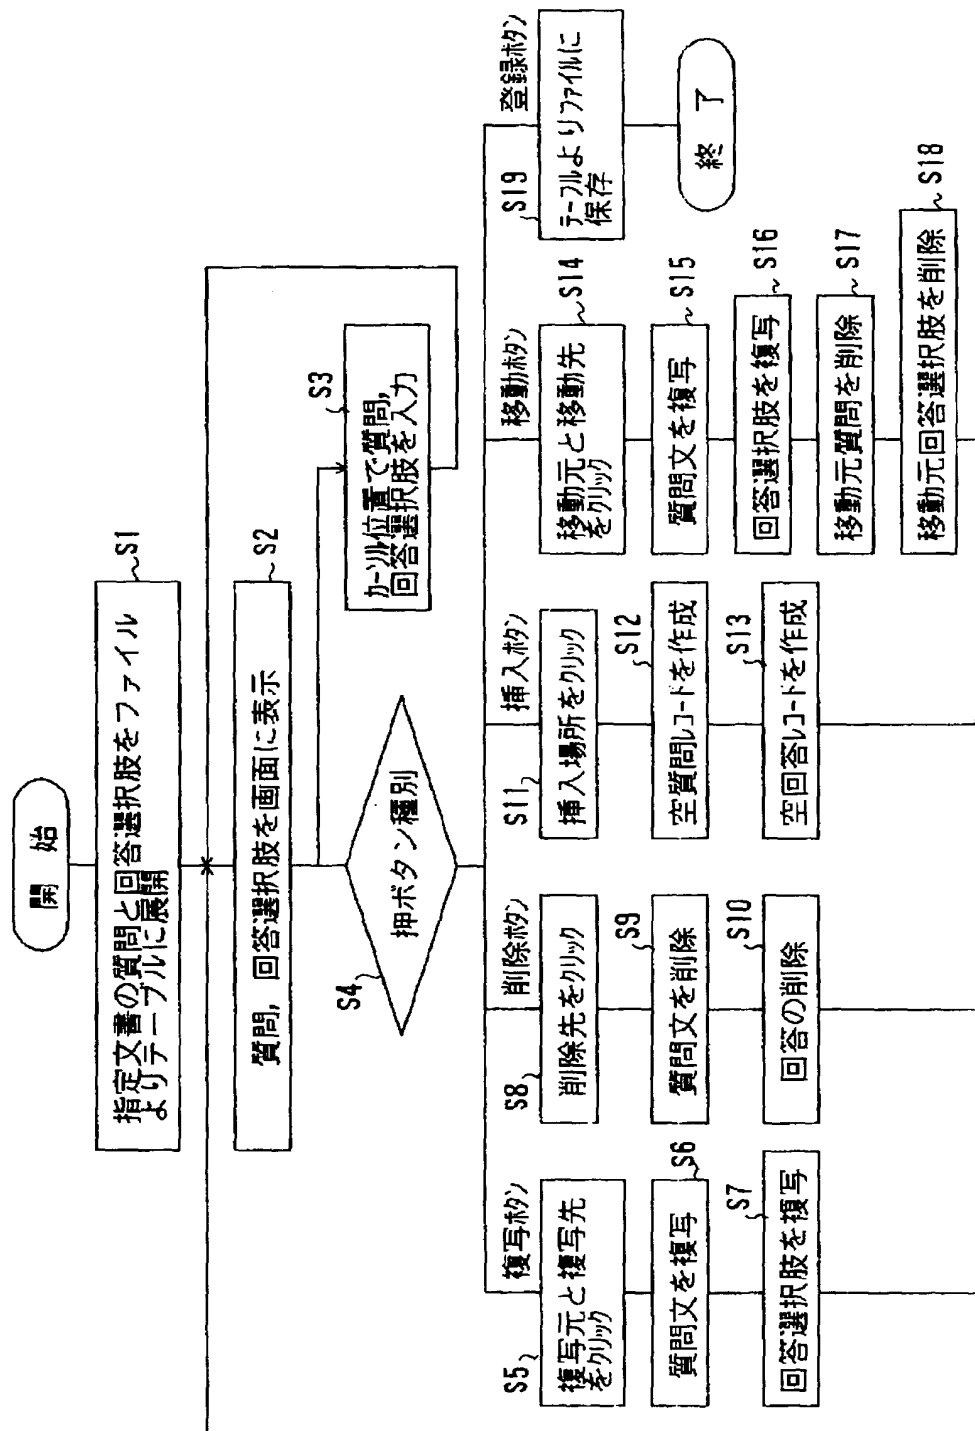 開 始
指定文書の質問と回答選択肢をファイル
よりテーブルに展開
S1
質問, 回答選択肢を画面に表示
S2
カーソル位置で質問,
回答選択肢を入力
S3
押ボタン種別
S4
複写ボタン
S5
複写元と複写先
をクリック
質問文を複写
S6
S7
回答選択肢を複写
削除ボタン
S8
削除先をクリック
S9
質問文を削除
S10
回答の削除
挿入ボタン
S11
挿入場所をクリック
S12
空質問レコードを作成
S13
空回答レコードを作成
移動ボタン
移動元と移動先
をクリック
S14
質問文を複写
S15
回答選択肢を複写
S16
移動元質問を削除
S17
移動元回答選択肢を削除
S18
登録ボタン
S19
テーブルよりファイルに
保存
終 了